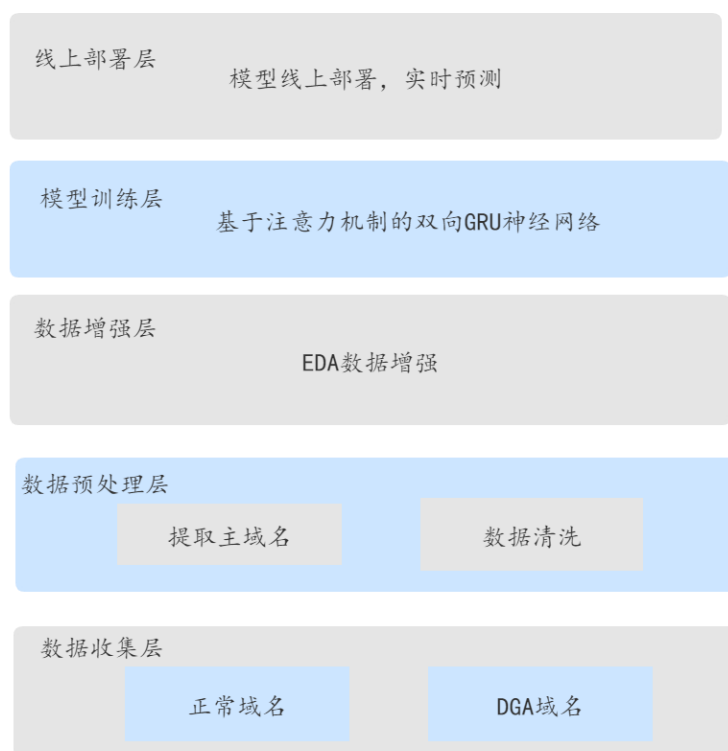 线上部署层
模型线上部署，实时预测
模型训练层
基于注意力机制的双向GRU神经网络
数据增强层
EDA数据增强
数据预处理层
提取主域名
数据清洗
数据收集层
正常域名
DGA域名